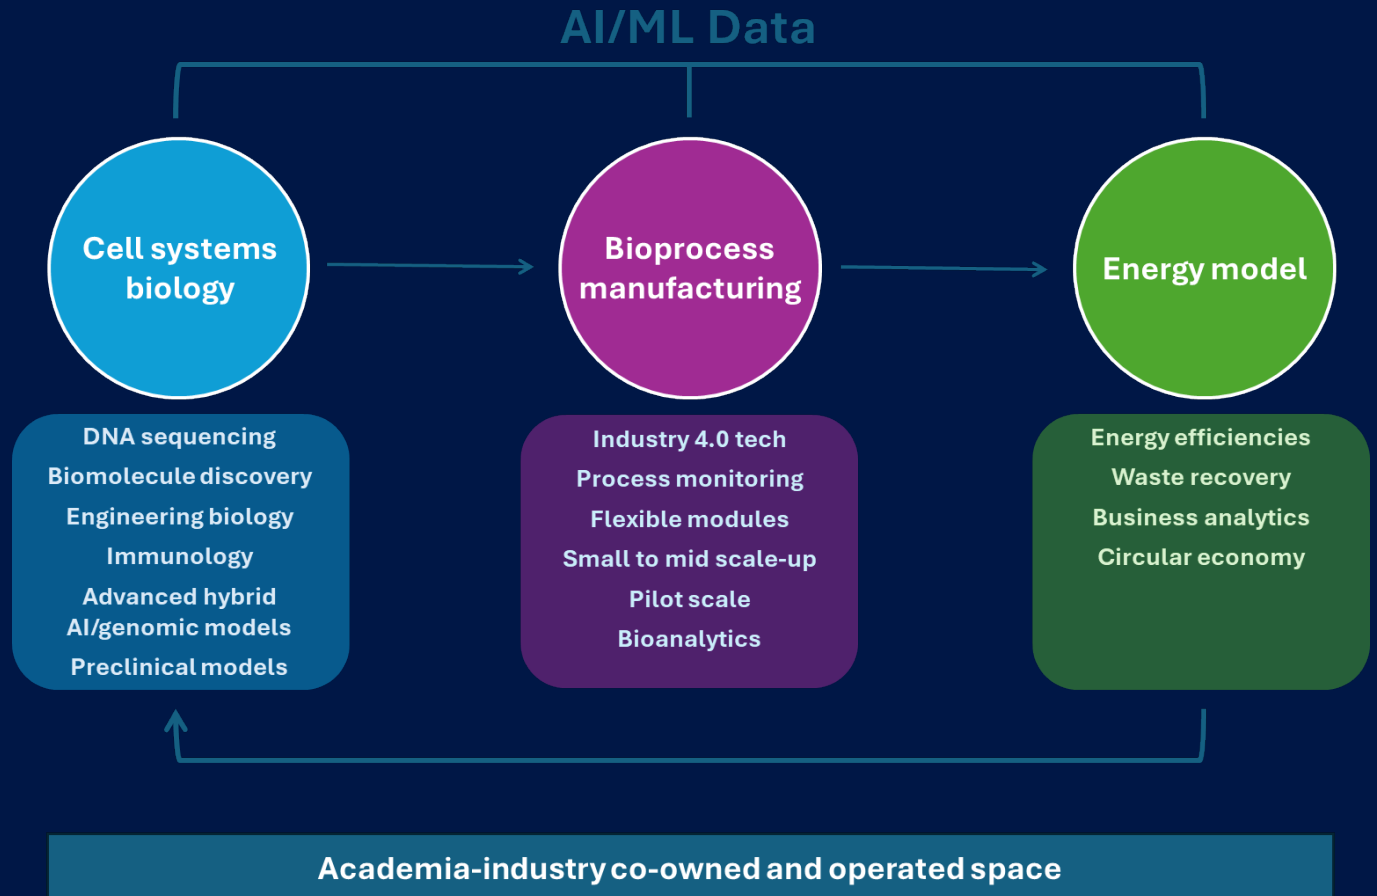 AI/ML Data
Cell systems
biology
Bioprocess
manufacturing
Energy model
DNA sequencing
Biomolecule discovery
Engineering biology
Immunology
Advanced hybrid
AI/genomic models
Preclinical models
Industry 4.0 tech
Process monitoring
Flexible modules
Small to mid scale-up
Pilot scale
Bioanalytics
Energy efficiencies
Waste recovery
Business analytics
Circular economy
Academia-industry co-owned and operated space